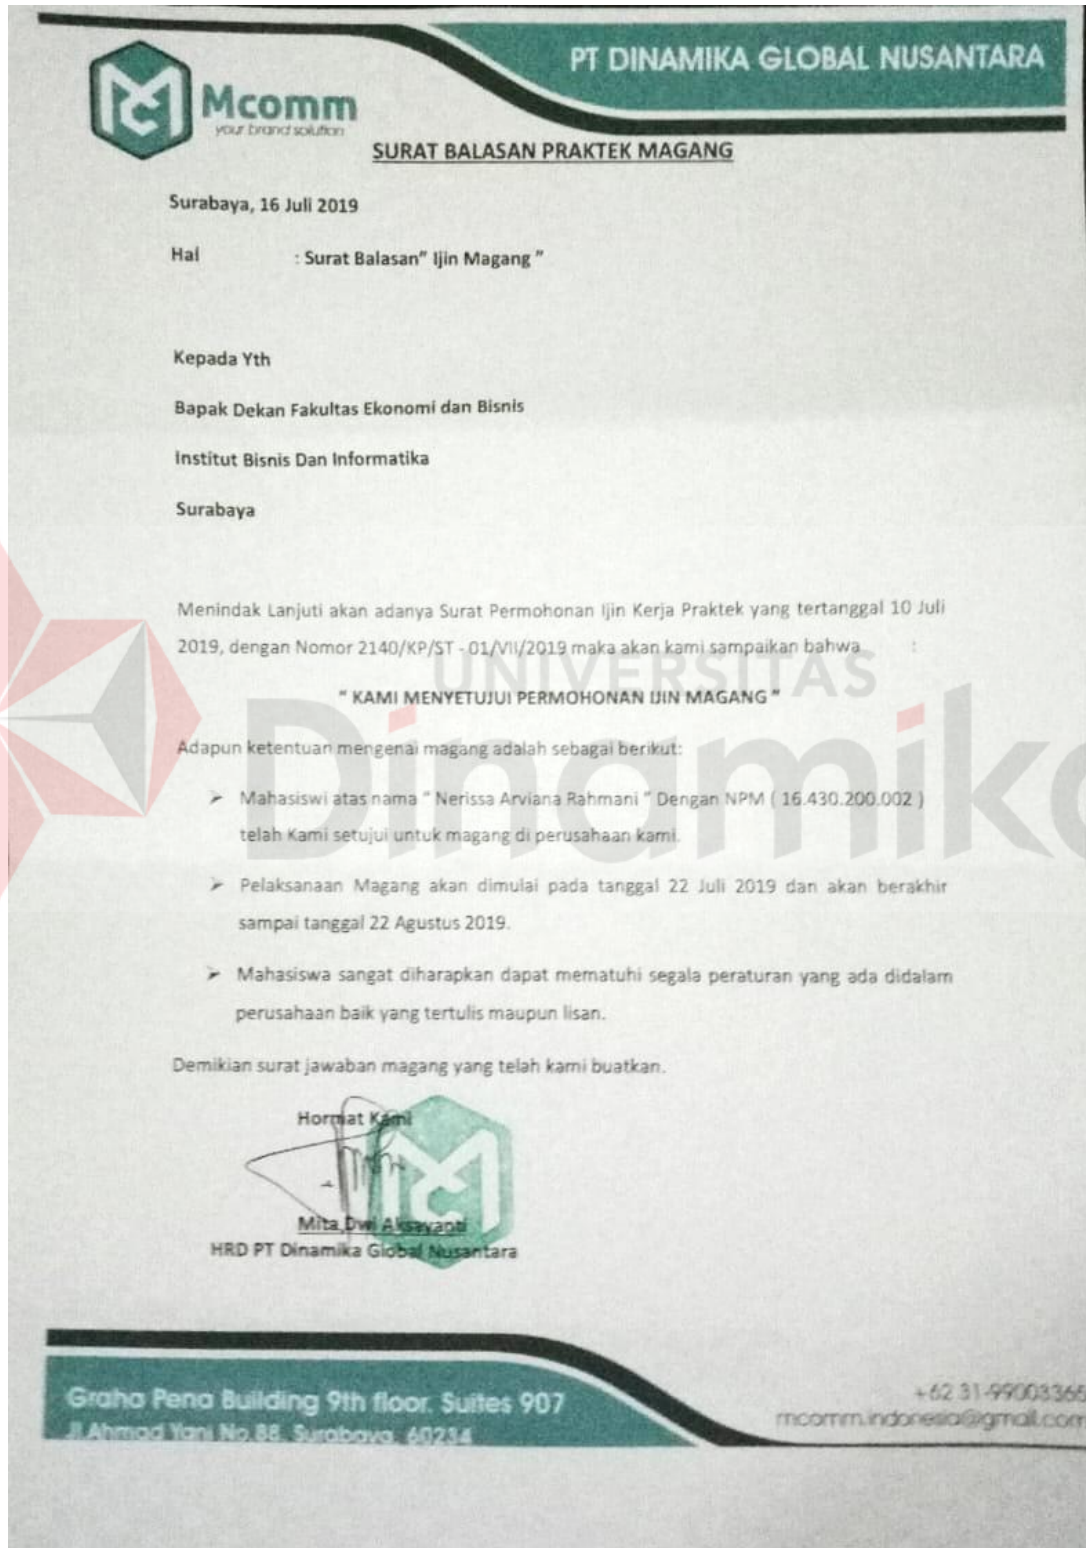 PT DINAMIKA GLOBAL NUSANTARA
Mcomm
your brand solution
SURAT BALASAN PRAKTEK MAGANG
Surabaya, 16 Juli 2019
Hal : Surat Balasan” Ijin Magang ”
Kepada Yth
Bapak Dekan Fakultas Ekonomi dan Bisnis
Institut Bisnis Dan Informatika
Surabaya
Menindak Lanjuti akan adanya Surat Permohonan Ijin Kerja Praktek yang tertanggal 10 Juli
2019, dengan Nomor 2140/KP/ST - 01/VII/2019 maka akan kami sampaikan bahwa :
“ KAMI MENYETUJUI PERMOHONAN IJIN MAGANG ”
Adapun ketentuan mengenai magang adalah sebagai berikut:
➢ Mahasiswi atas nama “ Nerissa Arviana Rahmani “ Dengan NPM ( 16.430.200.002 )
telah Kami setujui untuk magang di perusahaan kami.
➢ Pelaksanaan Magang akan dimulai pada tanggal 22 Juli 2019 dan akan berakhir
sampai tanggal 22 Agustus 2019.
➢ Mahasiswa sangat diharapkan dapat mematuhi segala peraturan yang ada didalam
perusahaan baik yang tertulis maupun lisan.
Demikian surat jawaban magang yang telah kami buatkan.
Hormat Kami
Mita Dwi Aksayanti
HRD PT Dinamika Global Nusantara
Graha Pena Building 9th floor. Suites 907
Jl Ahmad Yani No.88, Surabaya, 60234
+62 31-99003365
mcomm.indonesia@gmail.com
UNIVERSITAS
Dinamika